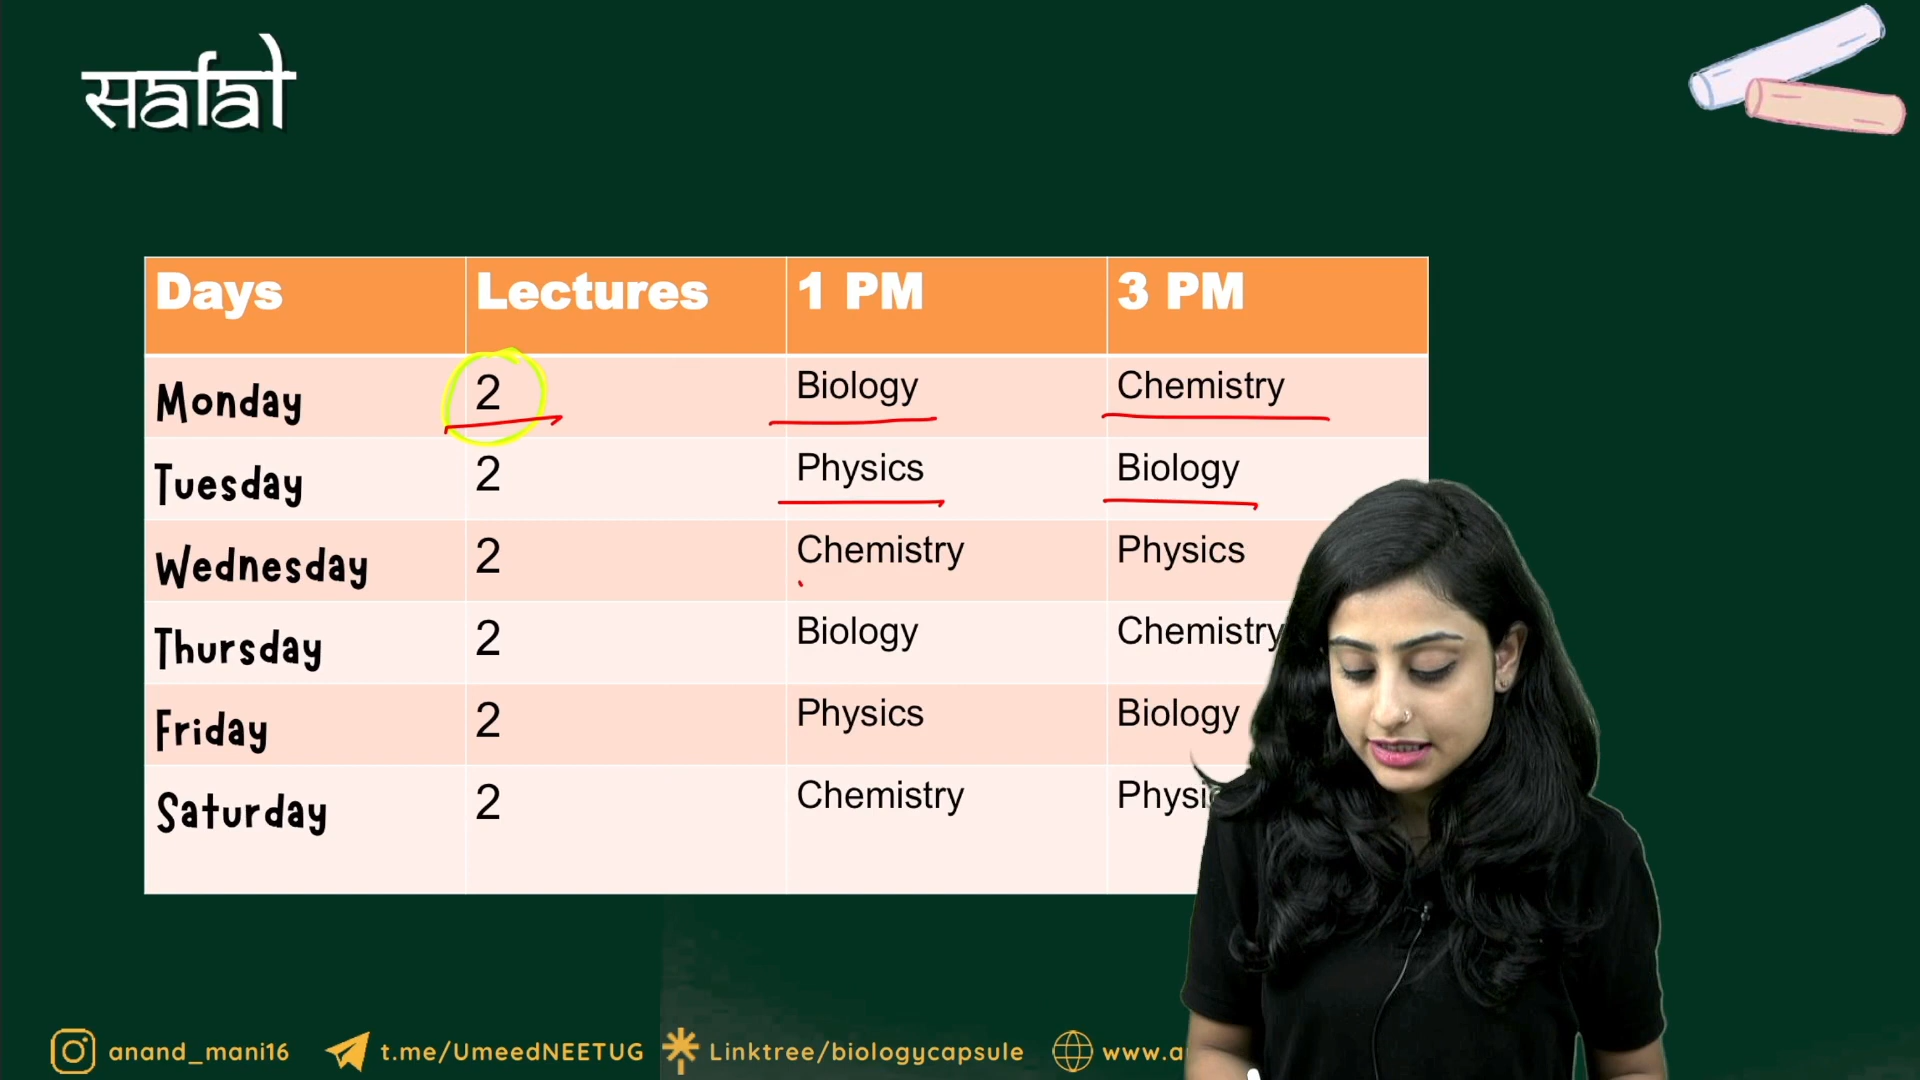 Days Lectures 1 PM 3 PM
Monday 2 Biology Chemistry
Tuesday 2 Physics Biology
Wednesday 2 Chemistry Physics
Thursday 2 Biology Chemistry
Friday 2 Physics Biology
Saturday 2 Chemistry
anand_mani16 t.me/UmeedNEETUG Linktree/biologycapsule